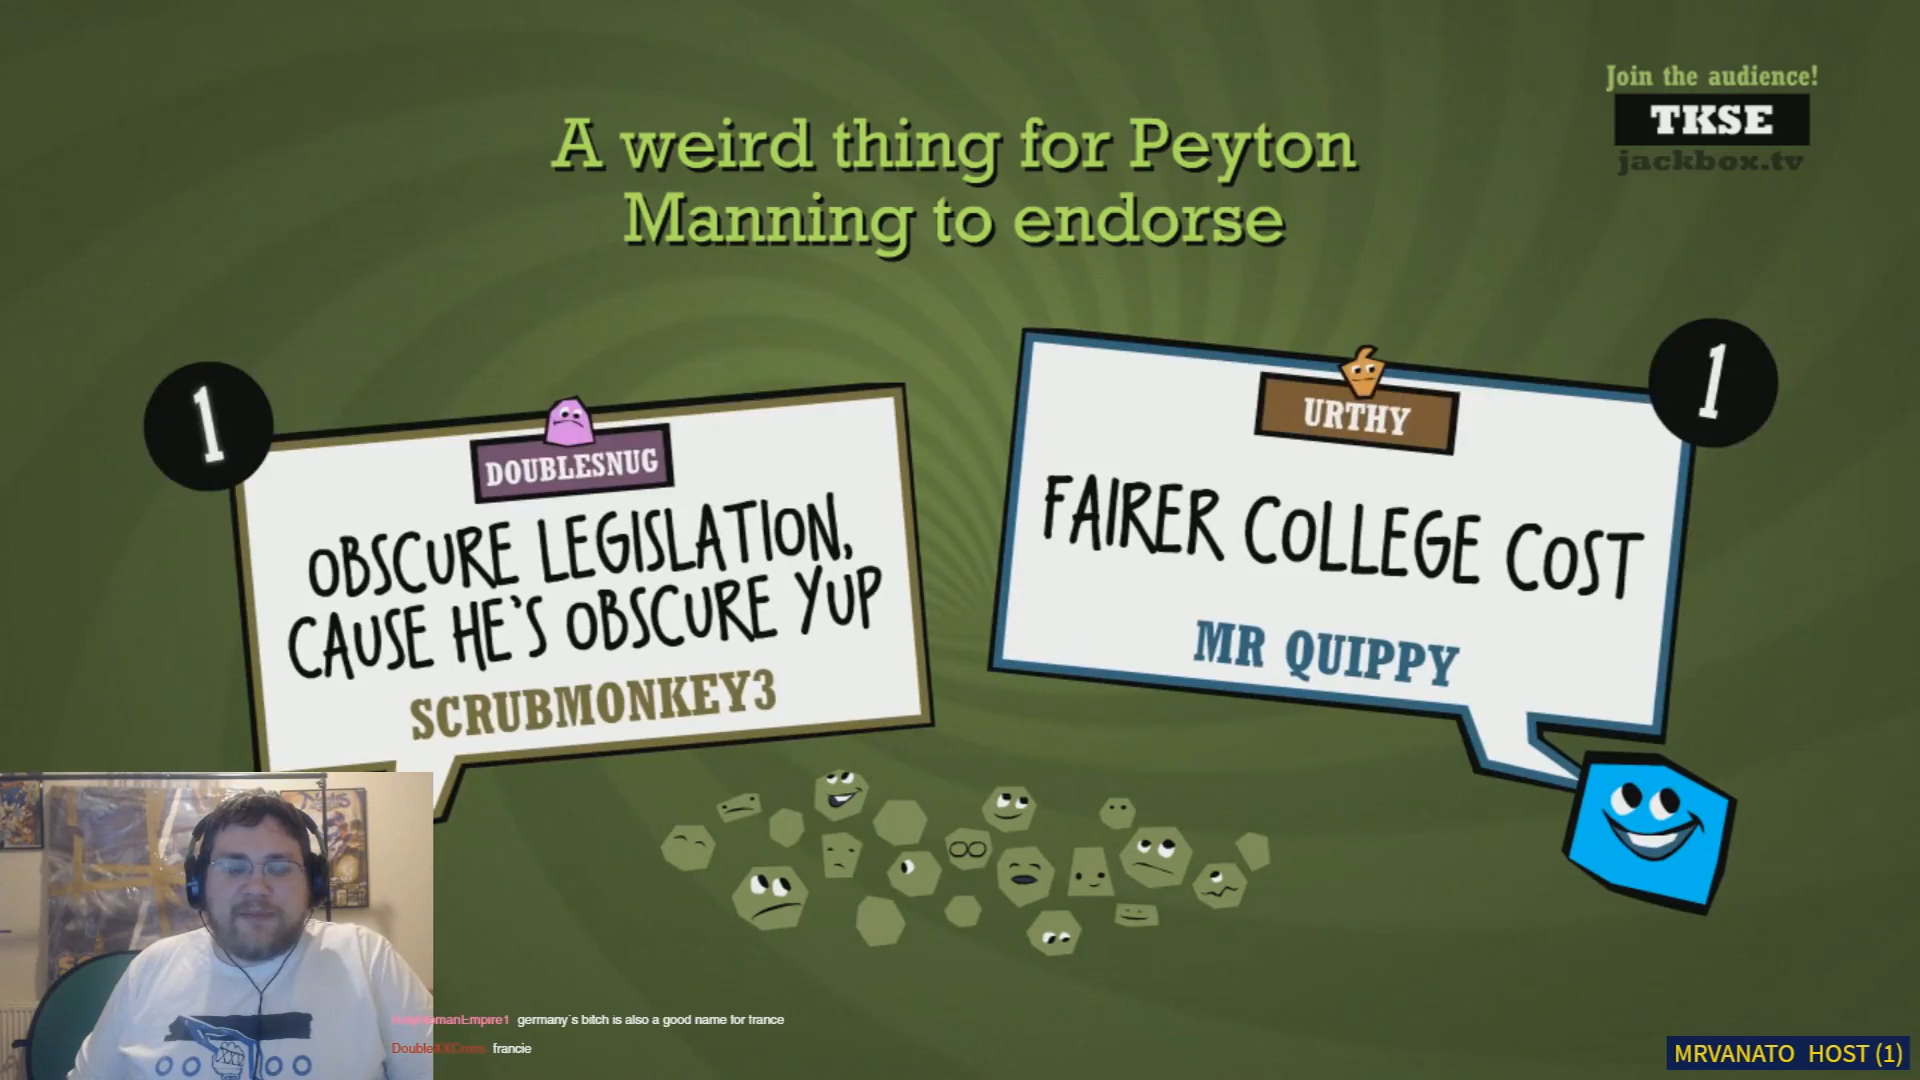 Join the audience!
TKSE
jackbox.tv
A weird thing for Peyton
Manning to endorse
1
DOUBLESNUG
OBSCURE LEGISLATION,
CAUSE HE'S OBSCURE YUP
SCRUBMONKEY3
1
URTHY
FAIRER COLLEGE COST
MR QUIPPY
germany's bitch is also a good name for france
francie
MRVANATO HOST (1)